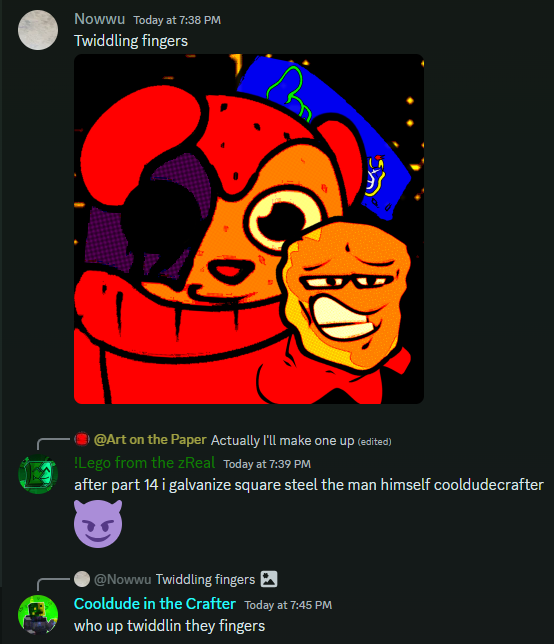 Nowwu Today at 7:38 PM
Twiddling fingers
@Art on the Paper Actually I'll make one up (edited)
!Lego from the zReal Today at 7:39 PM
after part 14 i galvanize square steel the man himself cooldudecrafter
@Nowwu Twiddling fingers
Cooldude in the Crafter Today at 7:45 PM
who up twiddlin they fingers